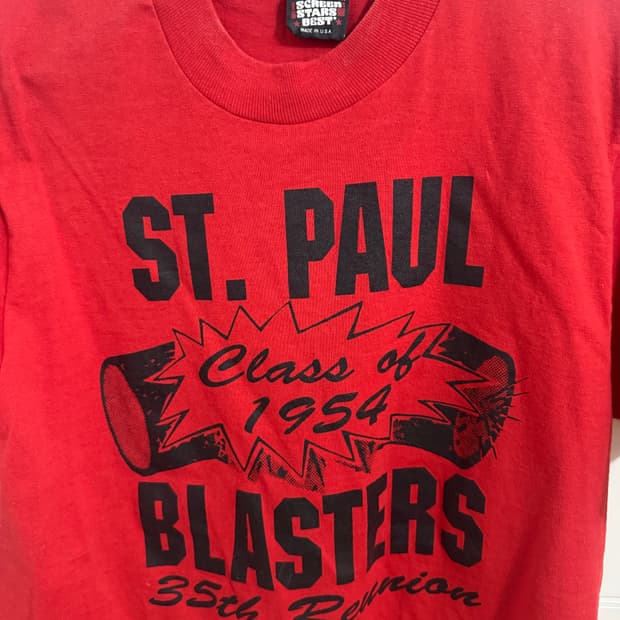 SCREEN
STARS
BEST
MADE IN U.S.A.
ST. PAUL
Class of
1954
BLASTERS
35th Reunion